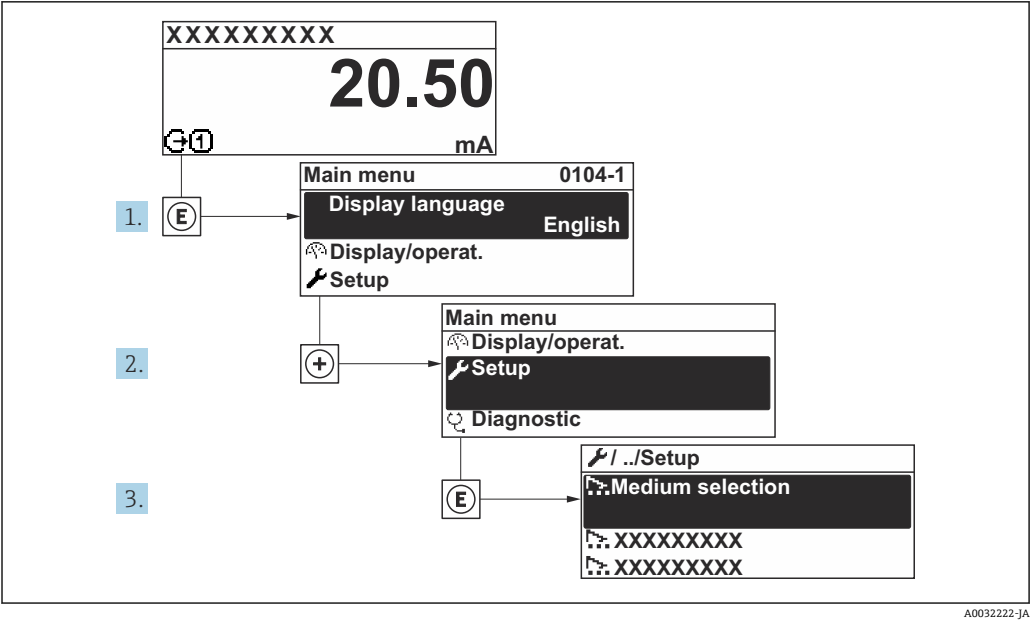 XXXXXXXXX
20.50
1
mA
Main menu 0104-1
Display language
English
Display/operat.
Setup
1.
E
Main menu
Display/operat.
Setup
Diagnostic
2.
+
/ ../Setup
Medium selection
XXXXXXXXX
XXXXXXXXX
3.
E
A0032222-JA